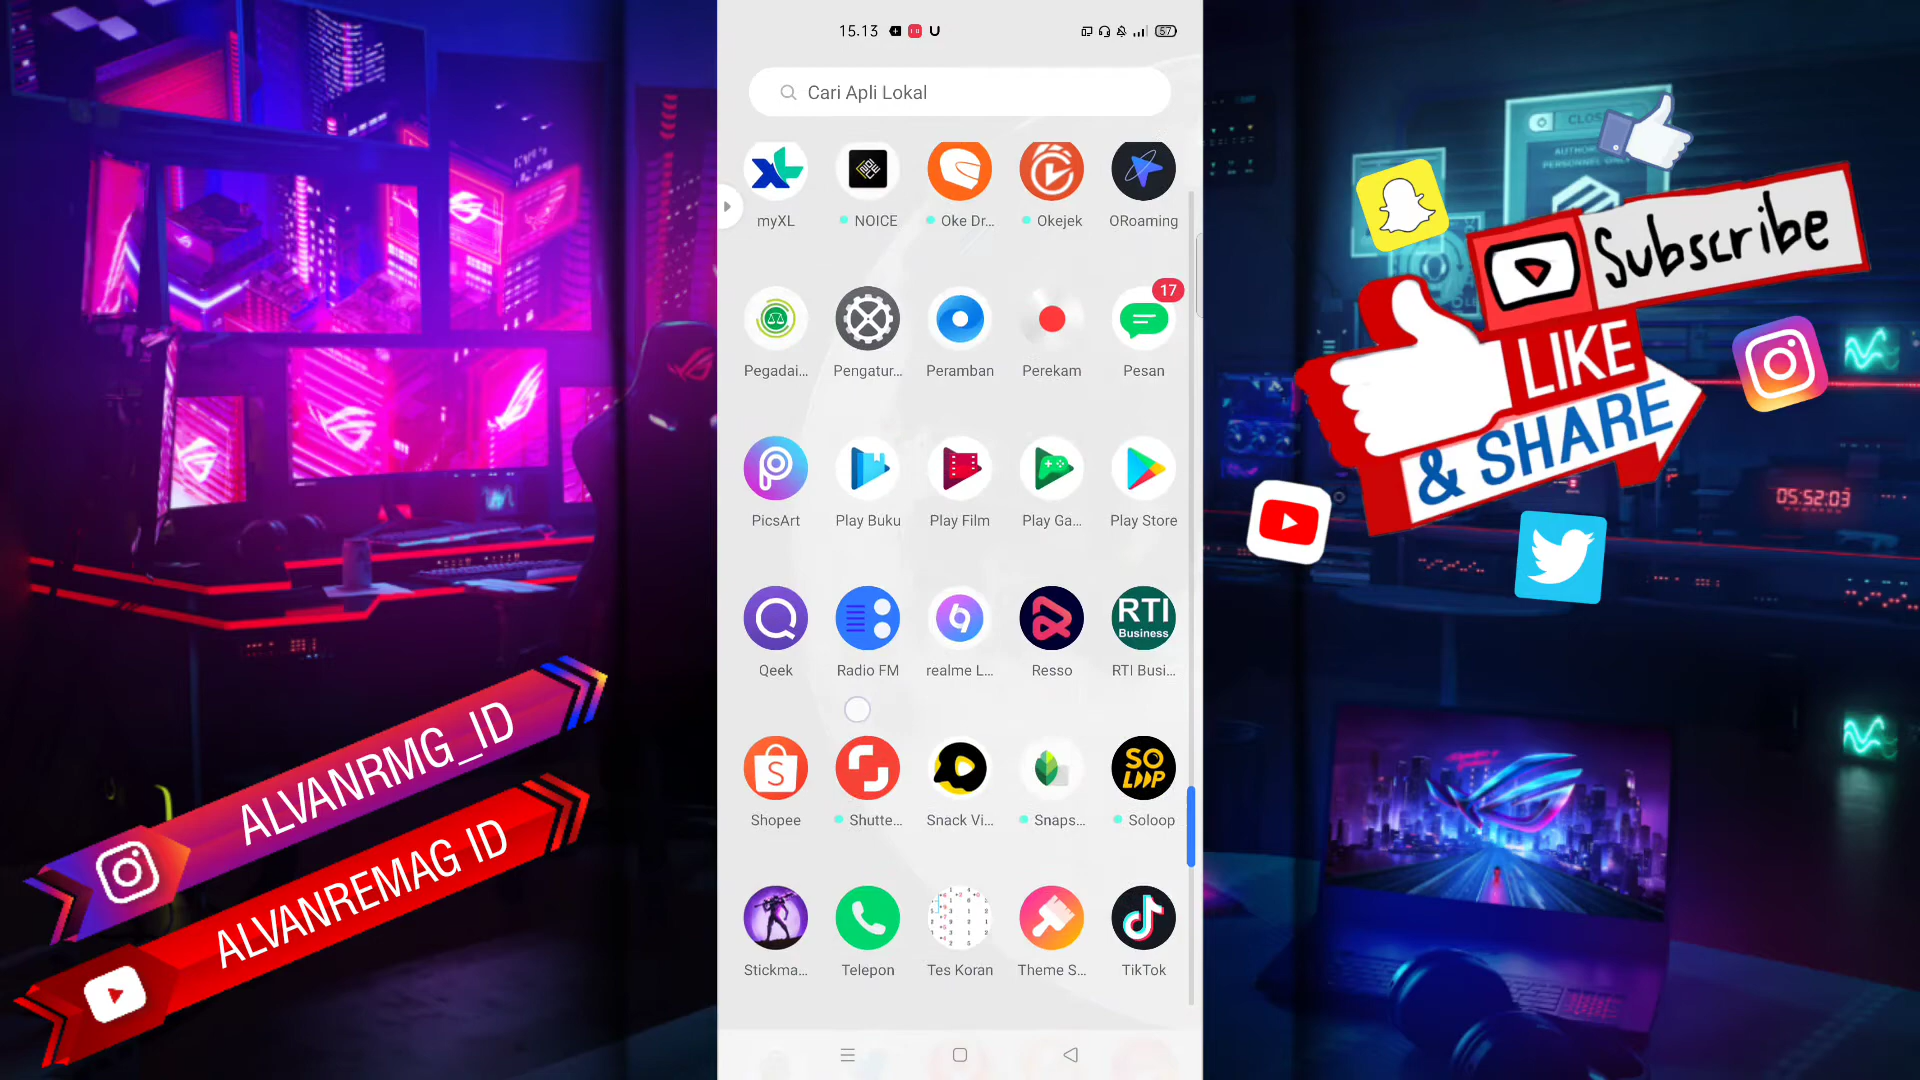 15.13
57
Cari Apli Lokal
myXL
NOICE
Oke Dr...
Okejek
ORoaming
17
Pegadai...
Pengatur...
Peramban
Perekam
Pesan
PicsArt
Play Buku
Play Film
Play Ga...
Play Store
RTI
Business
Qeek
Radio FM
realme L...
Resso
RTI Busi...
SO
LOOP
Shopee
Shutte...
Snack Vi...
Snaps...
Soloop
Stickma...
Telepon
Tes Koran
Theme S...
TikTok
ALVANRMG_ID
ALVANREMAG ID
Subscribe
LIKE
& SHARE
05:52:03
PERSONNEL ONLY